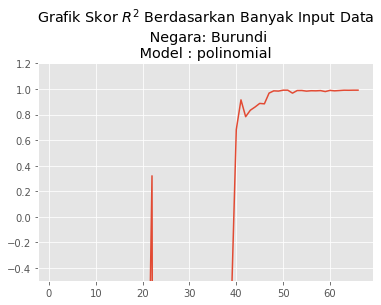 Grafik Skor R² Berdasarkan Banyak Input Data
Negara: Burundi
Model : polinomial
1.2
1.0
0.8
0.6
0.4
0.2
0.0
−0.2
−0.4
0 10 20 30 40 50 60